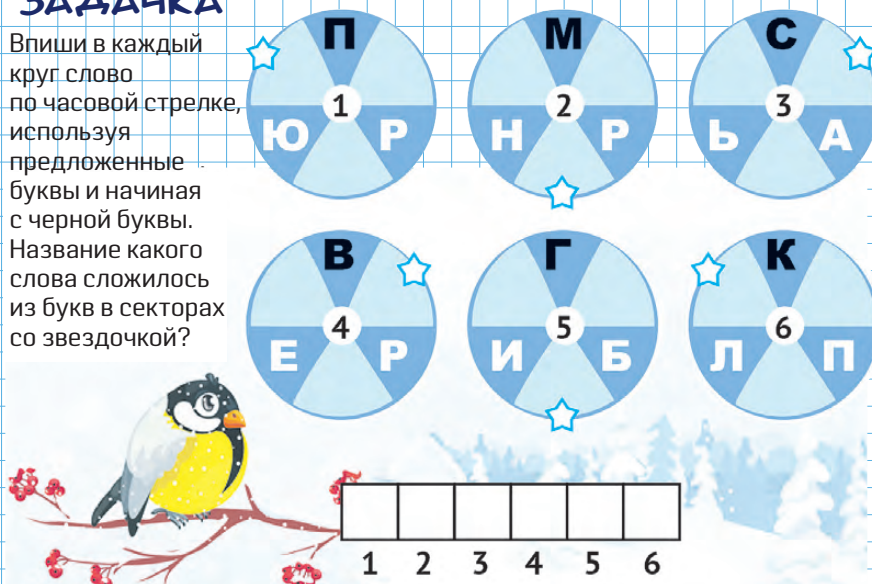 ЗАДАЧКА
Впиши в каждый
круг слово
по часовой стрелке,
используя
предложенные
буквы и начиная
с черной буквы.
Название какого
слова сложилось
из букв в секторах
со звездочкой?
П
1
Ю Р
М
2
Н Р
С
3
Ь А
В
4
Е Р
Г
5
И Б
К
6
Л П
1 2 3 4 5 6